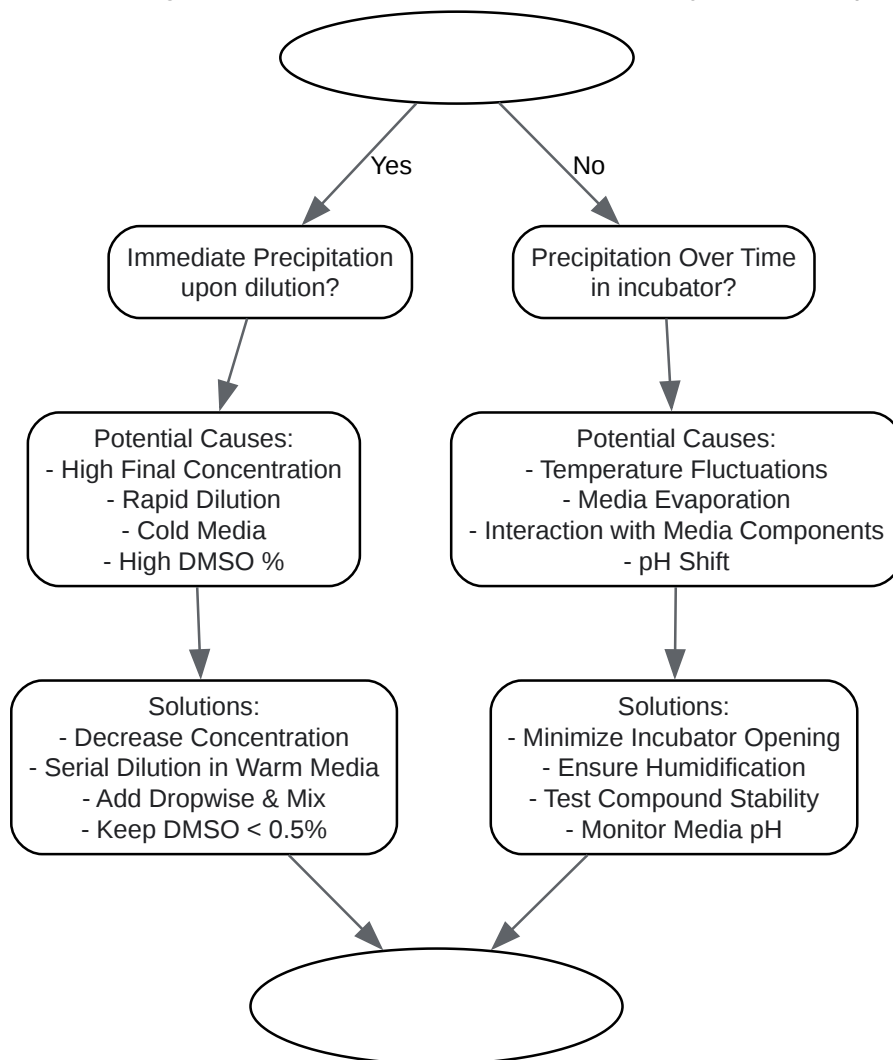 Yes
No
Immediate Precipitation
upon dilution?
Precipitation Over Time
in incubator?
Potential Causes:
- High Final Concentration
- Rapid Dilution
- Cold Media
- High DMSO %
Potential Causes:
- Temperature Fluctuations
- Media Evaporation
- Interaction with Media Components
- pH Shift
Solutions:
- Decrease Concentration
- Serial Dilution in Warm Media
- Add Dropwise & Mix
- Keep DMSO < 0.5%
Solutions:
- Minimize Incubator Opening
- Ensure Humidification
- Test Compound Stability
- Monitor Media pH